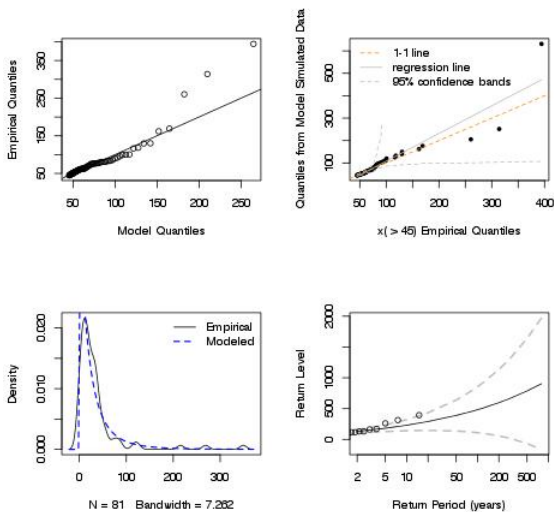 Empirical Quantiles
50 150 250 350
50 100 150 200 250
Model Quantiles
Quantiles from Model Simulated Data
100 300 500
1-1 line
regression line
95% confidence bands
50 100 200 300 400
x( > 45) Empirical Quantiles
Density
0.000 0.010 0.020
Empirical
Modeled
0 100 200 300
N = 81 Bandwidth = 7.262
Return Level
0 500 1000 2000
2 5 10 50 200 500
Return Period (years)